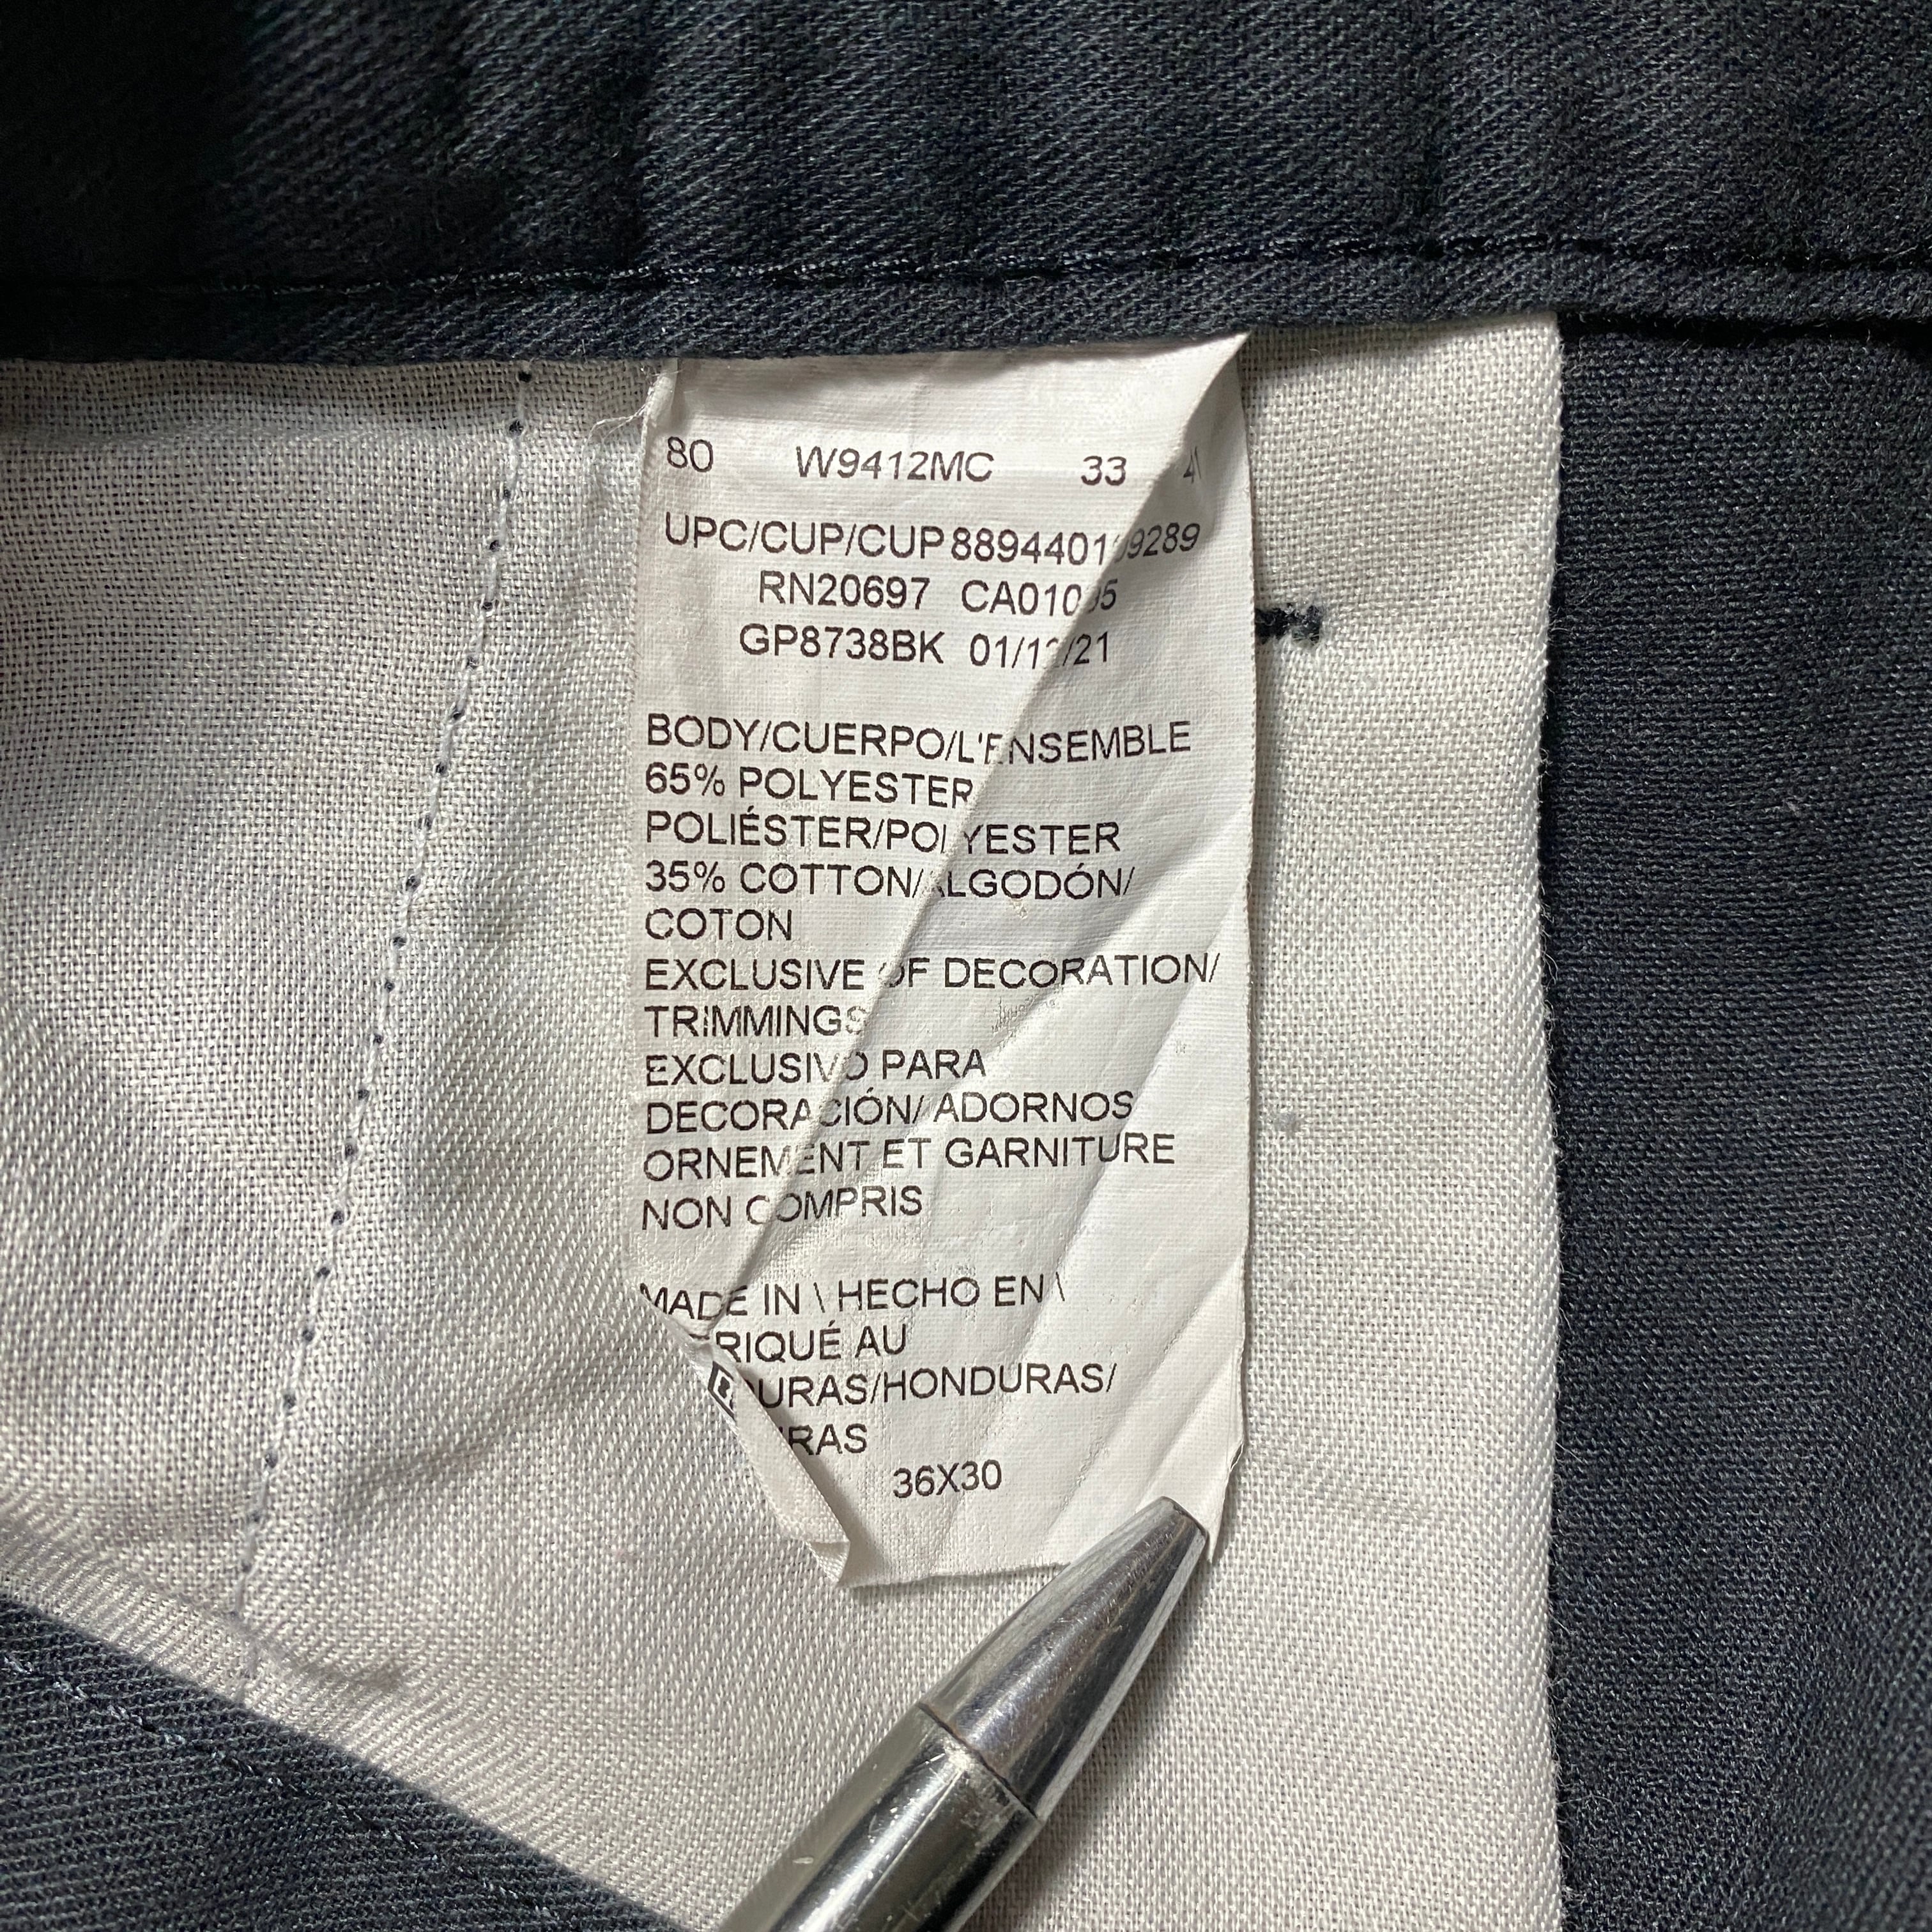 80 W9412MC 33
UPC/CUP/CUP
RN20697
GP8738BK
BODY/CUERPO/L'ENSEMBLE
65% POLYESTER
POLIÉSTER/POLYESTER
35% COTTON/ALGODÓN/
COTON
EXCLUSIVE OF DECORATION/
TRIMMINGS
EXCLUSIVO PARA
DECORACIÓN/ ADORNOS
ORNEMENT ET GARNITURE
NON COMPRIS
MADE IN \ HECHO EN \
RIQUÉ AU
URAS/HONDURAS/
RAS
36X30